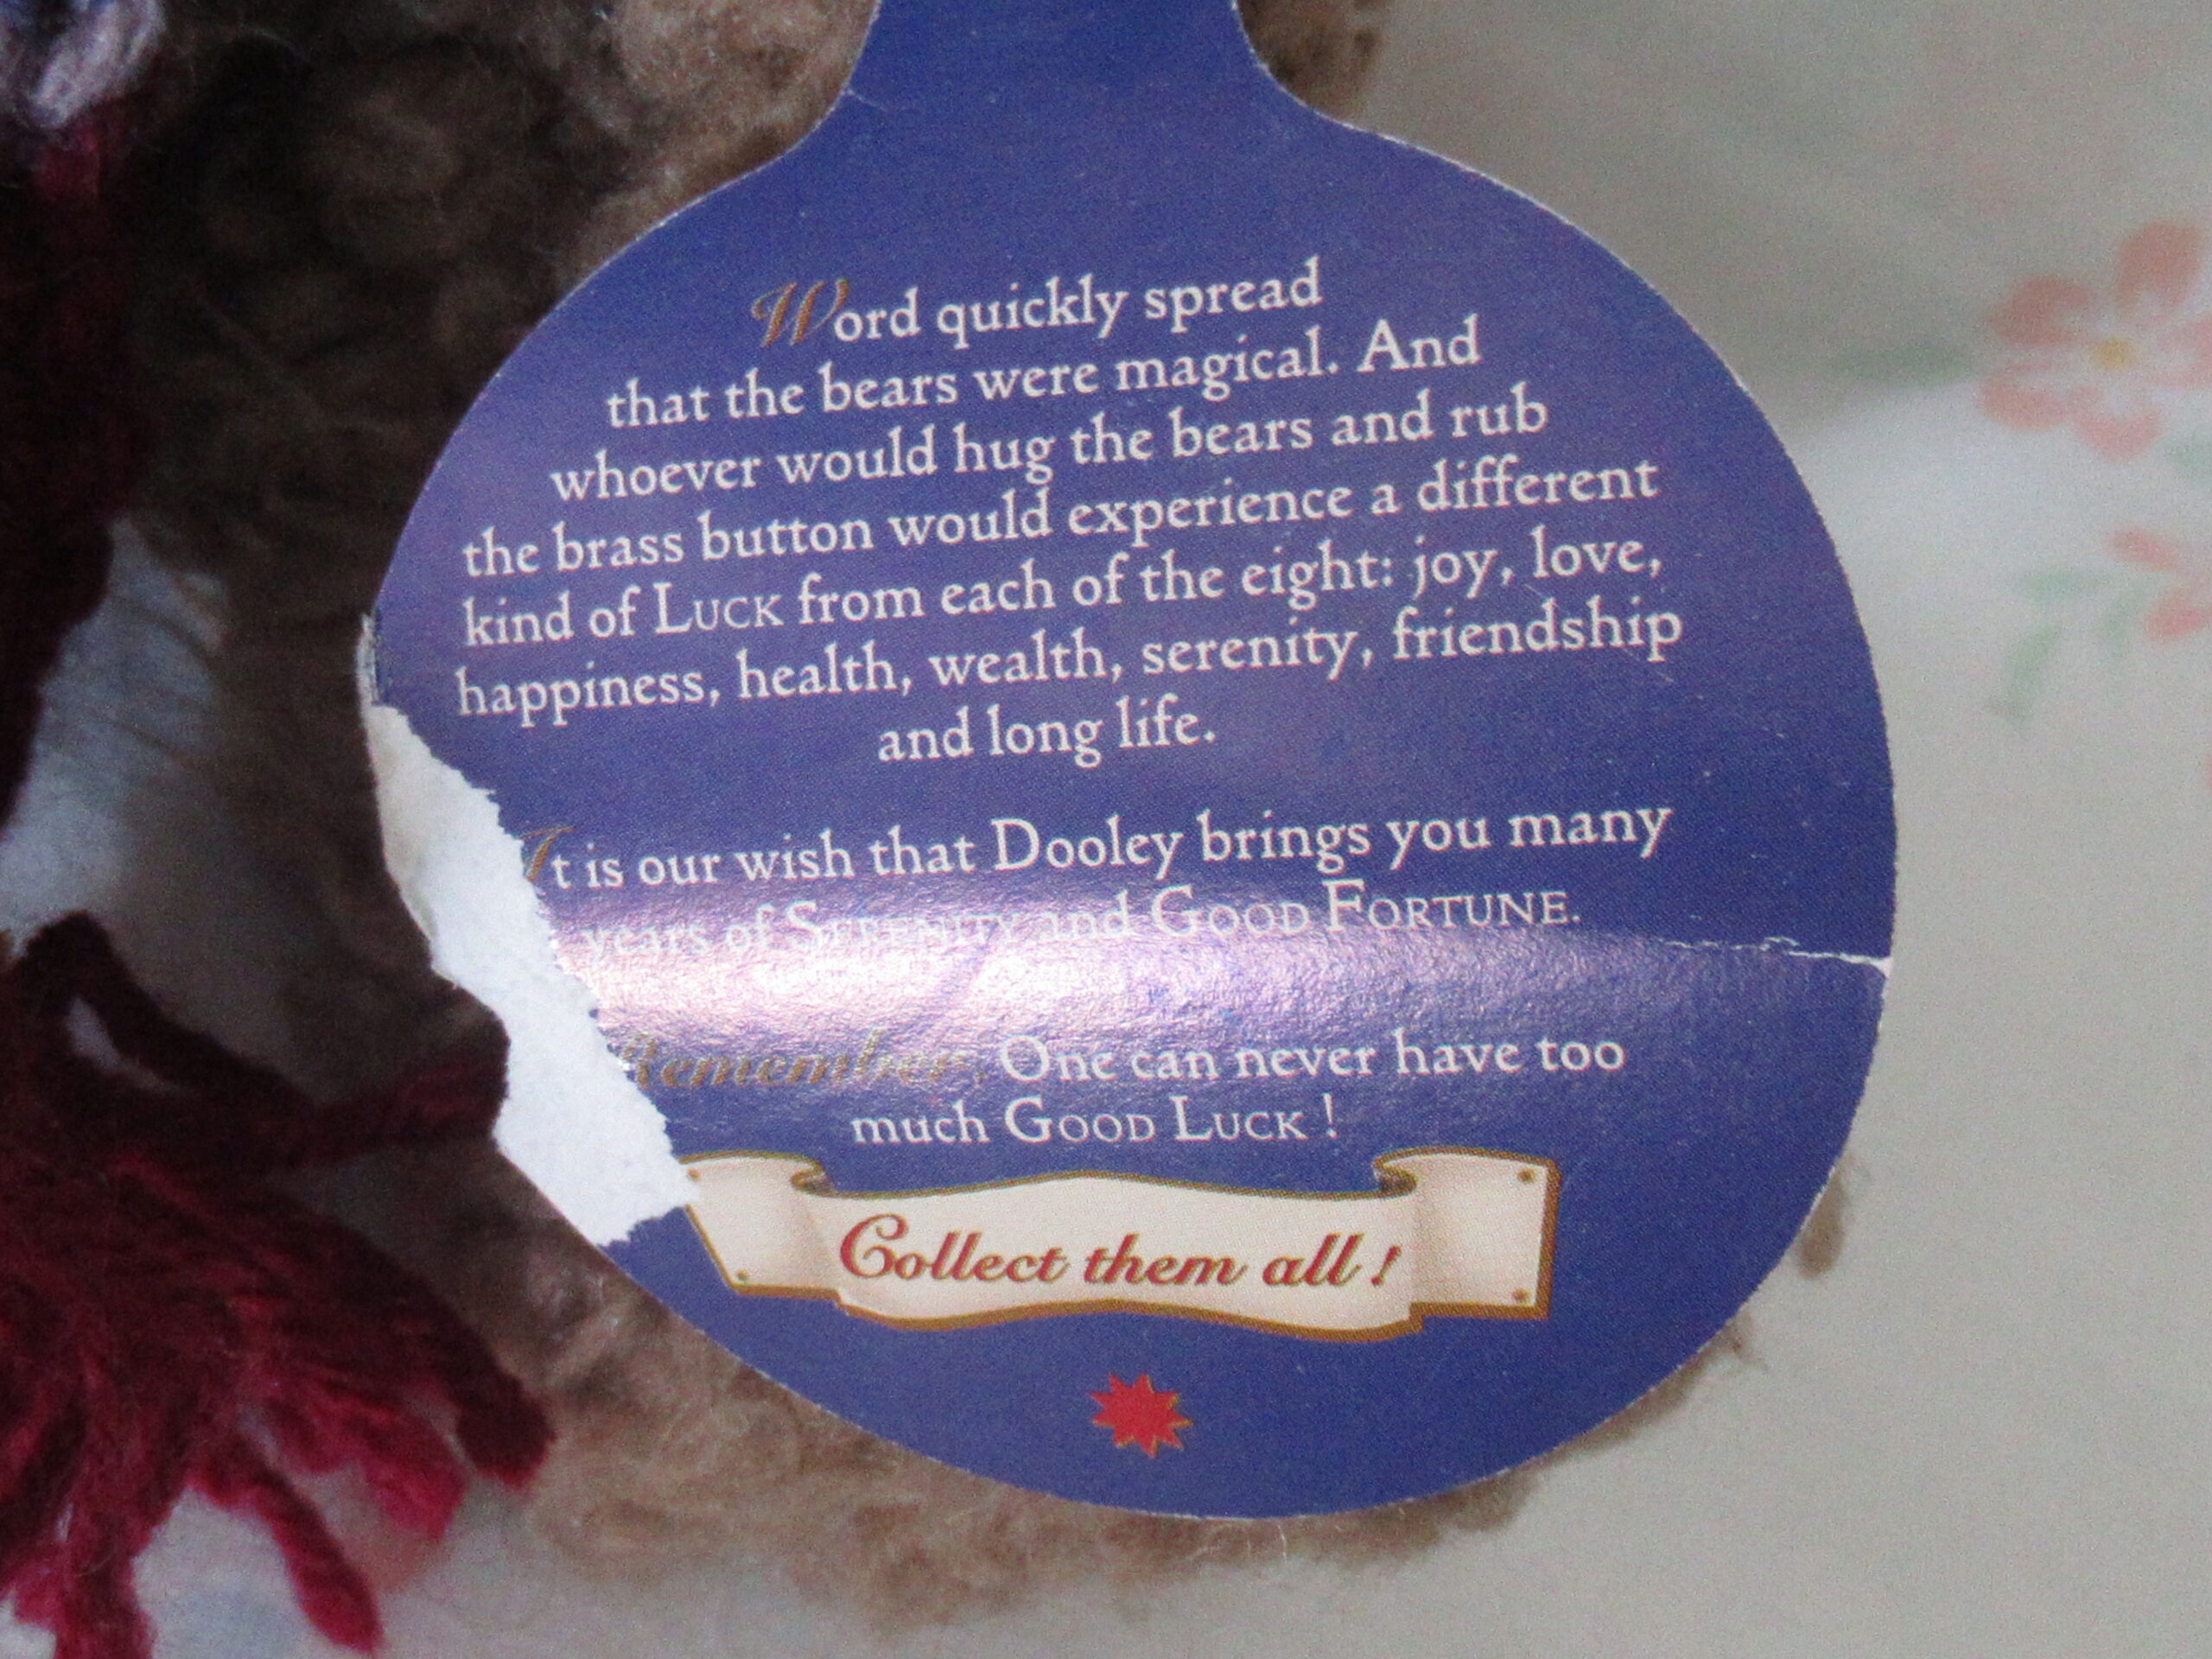 Word quickly spread
that the bears were magical. And
whoever would hug the bears and rub
the brass button would experience a different
kind of LUCK from each of the eight: joy, love,
happiness, health, wealth, serenity, friendship
and long life.
It is our wish that Dooley brings you many
years of SERENITY and GOOD FORTUNE.
Remember, One can never have too
much GOOD LUCK !
Collect them all !